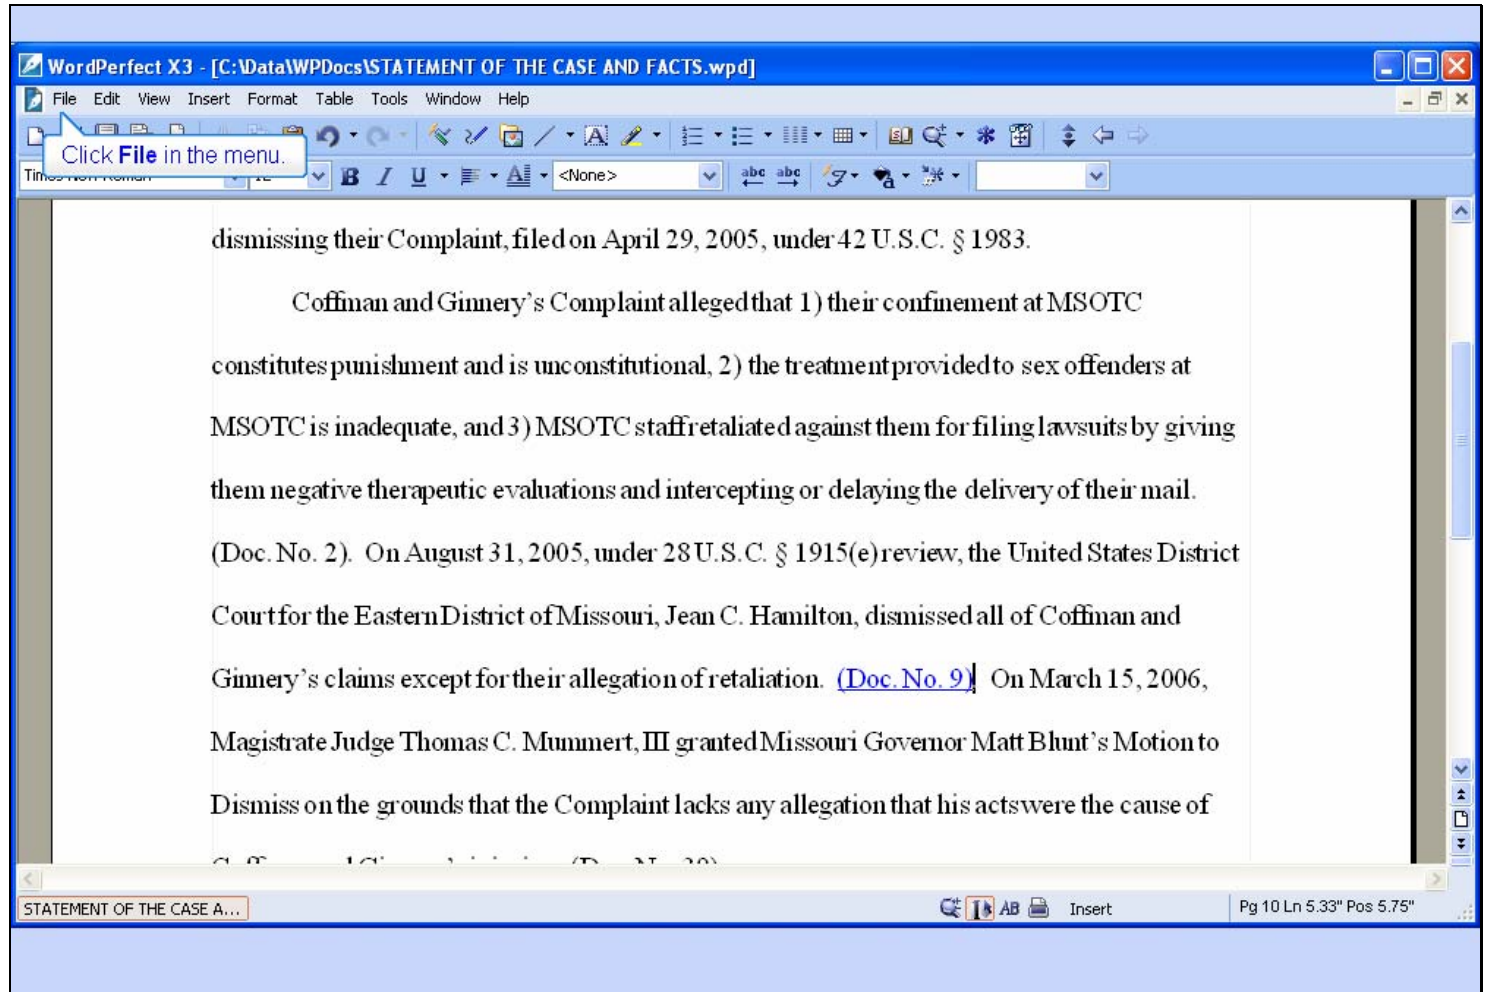 WordPerfect X3 - [C:\Data\WPDocs\STATEMENT OF THE CASE AND FACTS.wpd]
File Edit View Insert Format Table Tools Window Help
Click File in the menu.
<None>
dismissing their Complaint, filed on April 29, 2005, under 42 U.S.C. § 1983.
Coffman and Ginnery's Complaint alleged that 1) their confinement at MSOTC
constitutes punishment and is unconstitutional, 2) the treatment provided to sex offenders at
MSOTC is inadequate, and 3) MSOTC staff retaliated against them for filing lawsuits by giving
them negative therapeutic evaluations and intercepting or delaying the delivery of their mail.
(Doc. No. 2).  On August 31, 2005, under 28 U.S.C. § 1915(e) review, the United States District
Court for the Eastern District of Missouri, Jean C. Hamilton, dismissed all of Coffman and
Ginnery's claims except for their allegation of retaliation.  (Doc. No. 9)  On March 15, 2006,
Magistrate Judge Thomas C. Mummert, III granted Missouri Governor Matt Blunt's Motion to
Dismiss on the grounds that the Complaint lacks any allegation that his acts were the cause of
STATEMENT OF THE CASE A...
AB Insert Pg 10 Ln 5.33" Pos 5.75"